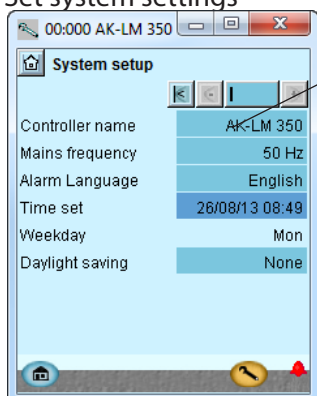 Set system settings
00:000 AK-LM 350
System setup
Controller name AK-LM 350
Mains frequency 50 Hz
Alarm Language English
Time set 26/08/13 08:49
Weekday Mon
Daylight saving None